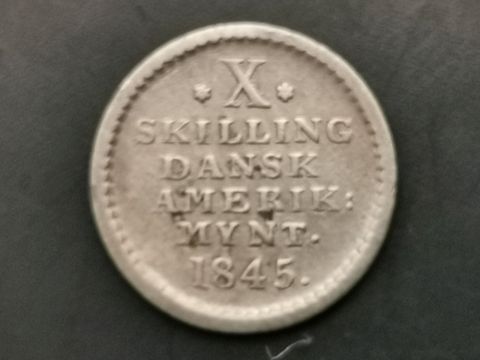 * X *
SKILLING
DANSK
AMERIK:
MYNT.
1845.